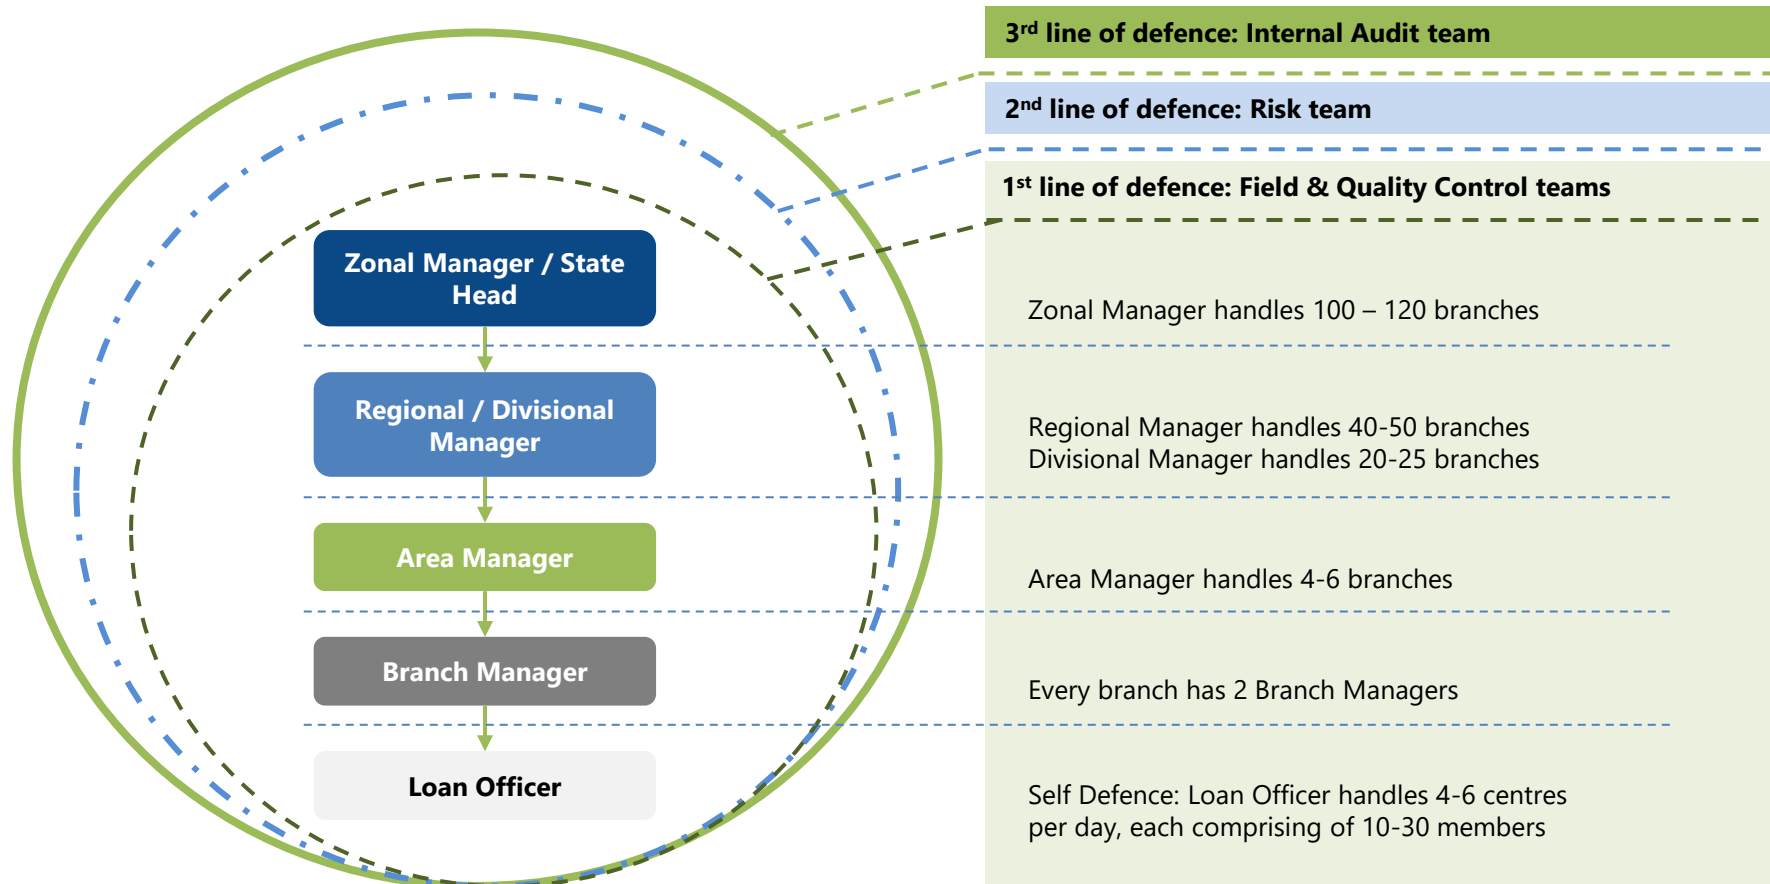 3rd line of defence: Internal Audit team
2nd line of defence: Risk team
1st line of defence: Field & Quality Control teams
Zonal Manager / State
Head
Zonal Manager handles 100 – 120 branches
Regional / Divisional
Manager
Regional Manager handles 40-50 branches
Divisional Manager handles 20-25 branches
Area Manager
Area Manager handles 4-6 branches
Branch Manager
Every branch has 2 Branch Managers
Loan Officer
Self Defence: Loan Officer handles 4-6 centres
per day, each comprising of 10-30 members